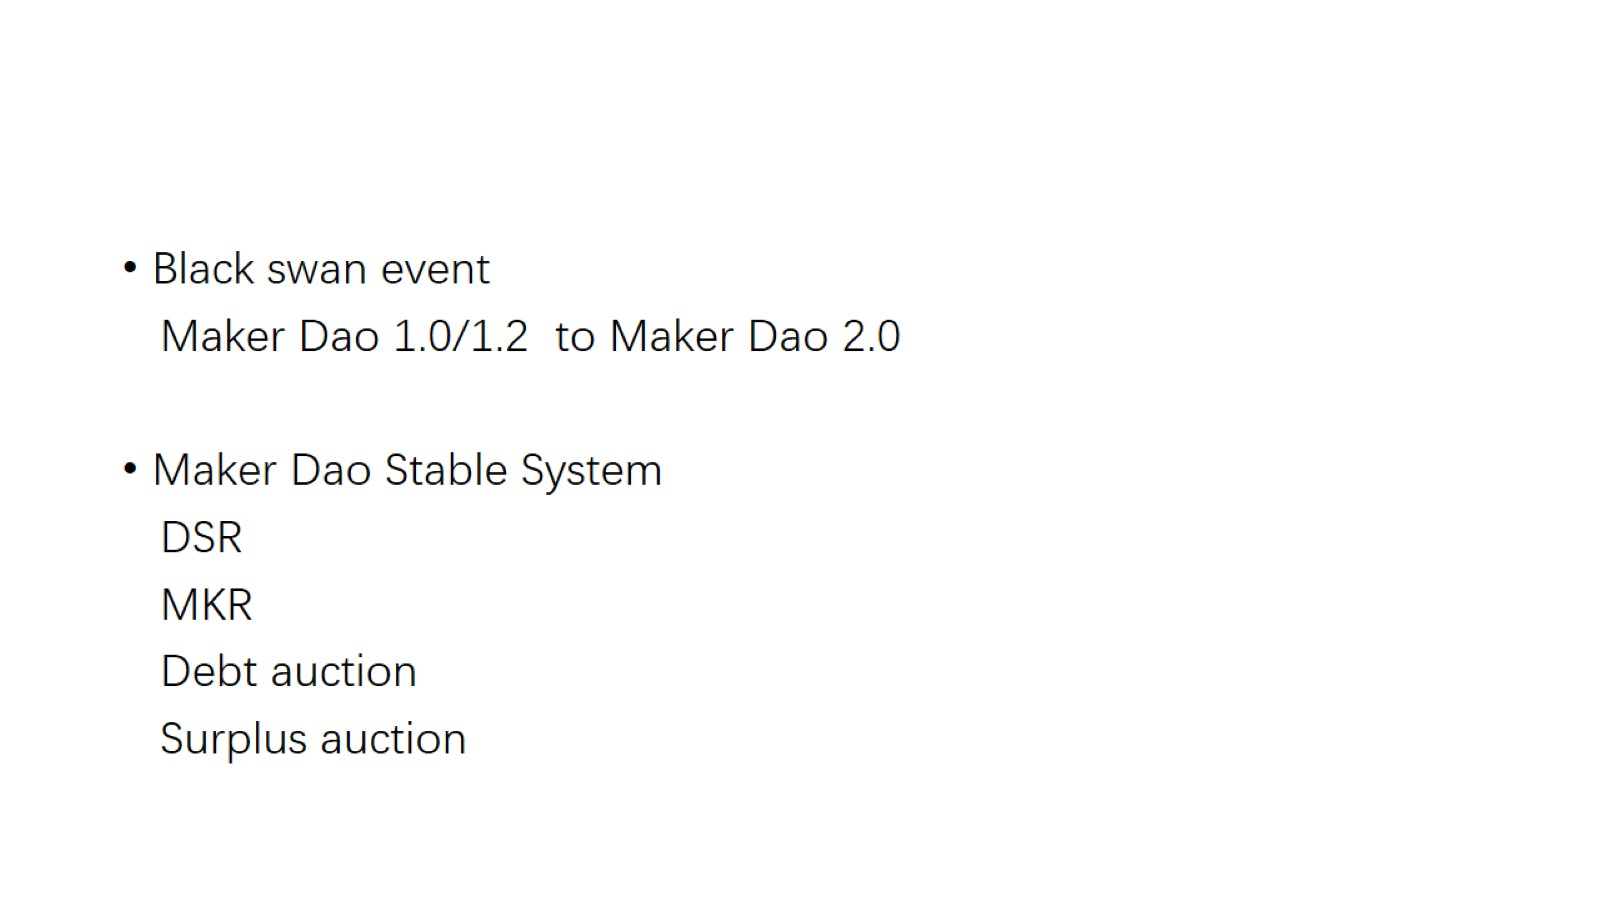 • Black swan event
Maker Dao 1.0/1.2  to Maker Dao 2.0
• Maker Dao Stable System
DSR
MKR
Debt auction
Surplus auction